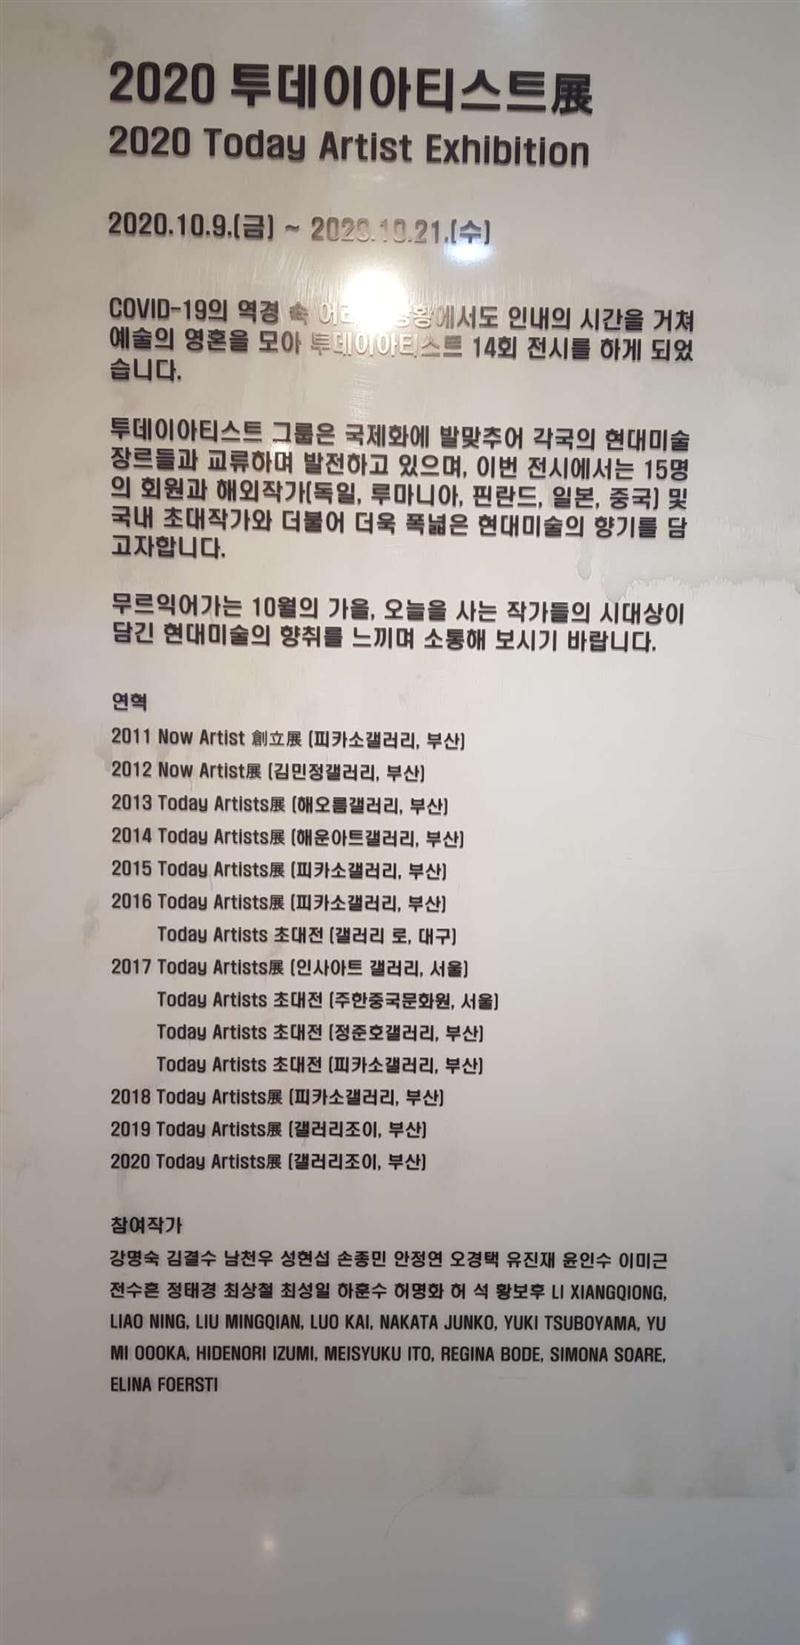 2020 투데이아티스트展
2020 Today Artist Exhibition
2020.10.9.(금) ~ 2020.10.21.(수)
COVID-19의 역경 속 황에서도 인내의 시간을 거쳐
예술의 영혼을 모아 투데이아티스트 14회 전시를 하게 되었
습니다.
투데이아티스트 그룹은 국제화에 발맞추어 각국의 현대미술
장르들과 교류하며 발전하고 있으며, 이번 전시에서는 15명
의 회원과 해외작가(독일, 루마니아, 핀란드, 일본, 중국) 및
국내 초대작가와 더불어 더욱 폭넓은 현대미술의 향기를 담
고자합니다.
무르익어가는 10월의 가을, 오늘을 사는 작가들의 시대상이
담긴 현대미술의 향취를 느끼며 소통해 보시기 바랍니다.
연혁
2011 Now Artist 創立展 (피카소갤러리, 부산)
2012 Now Artist展 (김민정갤러리, 부산)
2013 Today Artists展 (해오름갤러리, 부산)
2014 Today Artists展 (해운아트갤러리, 부산)
2015 Today Artists展 (피카소갤러리, 부산)
2016 Today Artists展 (피카소갤러리, 부산)
Today Artists 초대전 (갤러리 로, 대구)
2017 Today Artists展 (인사아트 갤러리, 서울)
Today Artists 초대전 (주한중국문화원, 서울)
Today Artists 초대전 (정준호갤러리, 부산)
Today Artists 초대전 (피카소갤러리, 부산)
2018 Today Artists展 (피카소갤러리, 부산)
2019 Today Artists展 (갤러리조이, 부산)
2020 Today Artists展 (갤러리조이, 부산)
참여작가
강명숙 김결수 남천우 성현섭 손종민 안정연 오경택 유진재 윤인수 이미근
전수흔 정태경 최상철 최성일 하훈수 허명화 허 석 황보후 LI XIANGQIONG,
LIAO NING, LIU MINGQIAN, LUO KAI, NAKATA JUNKO, YUKI TSUBOYAMA, YU
MI OOOKA, HIDENORI IZUMI, MEISYUKU ITO, REGINA BODE, SIMONA SOARE,
ELINA FOERSTI